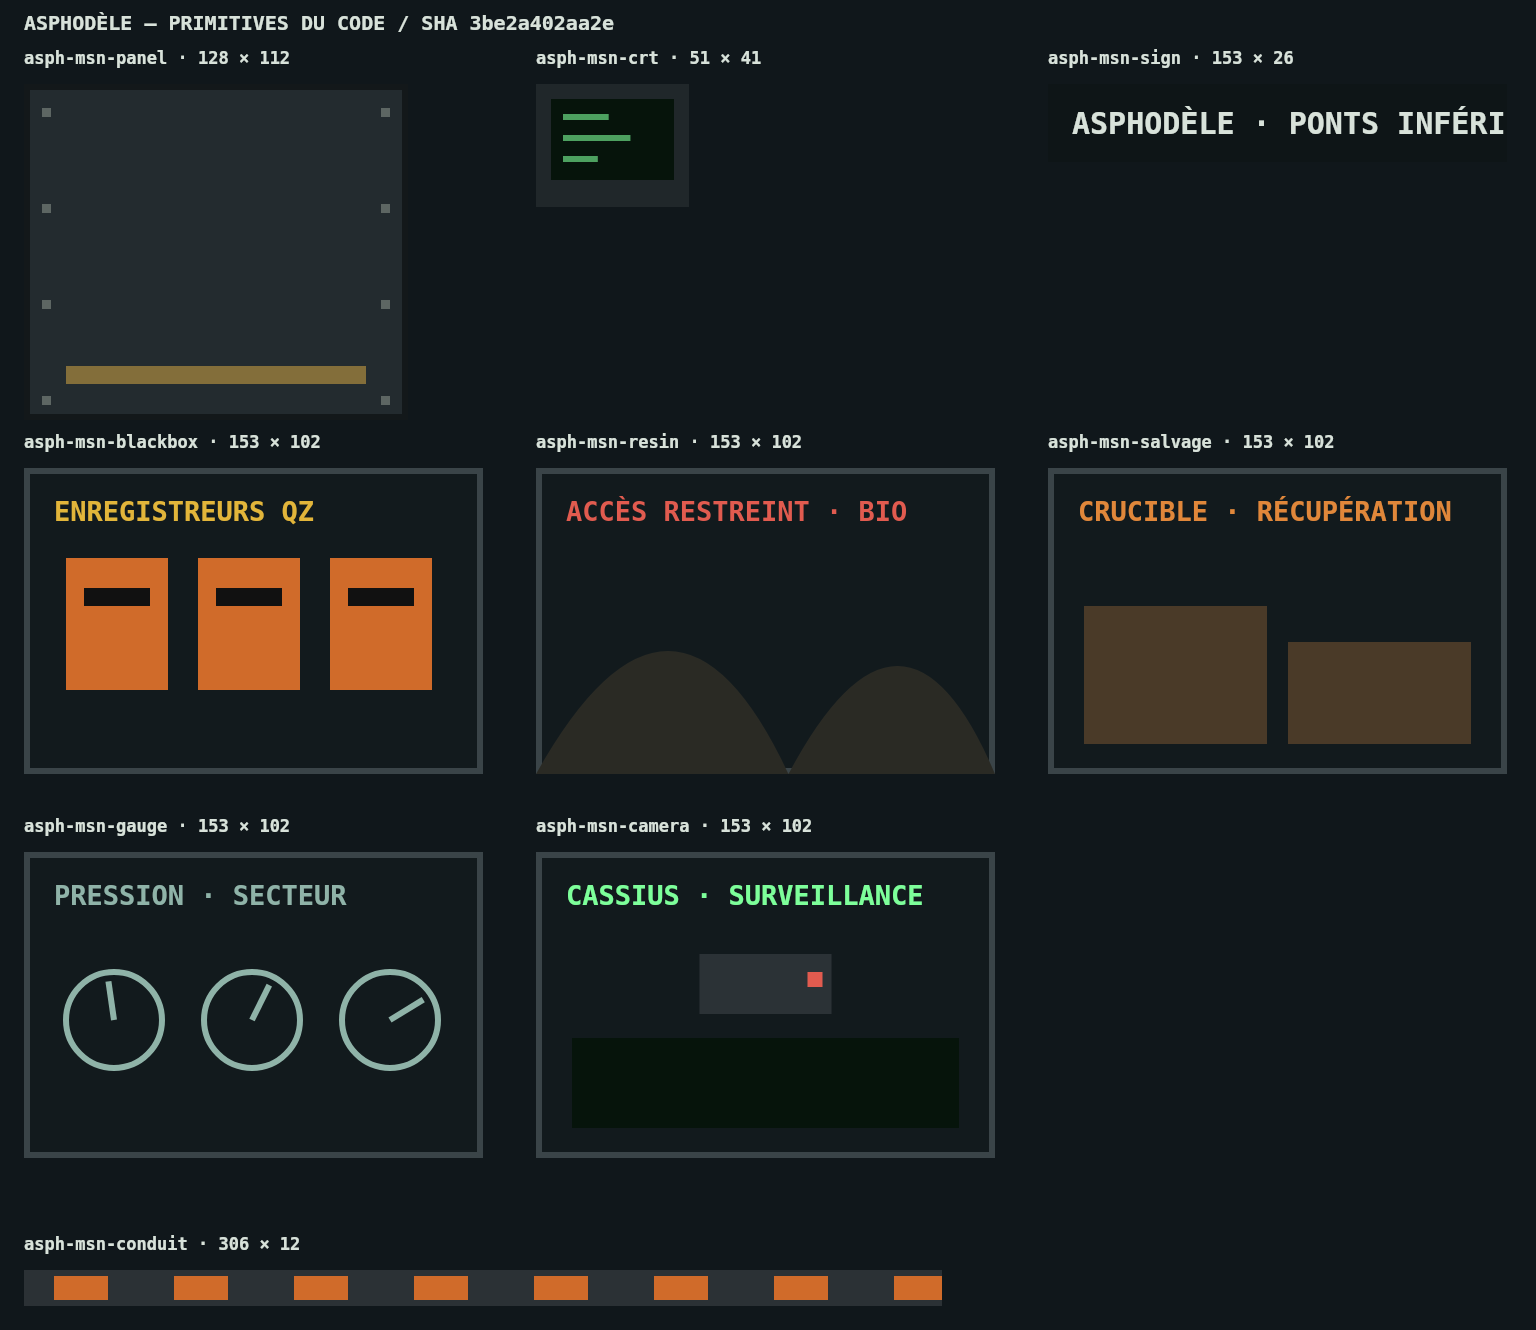 ASPHODÈLE — PRIMITIVES DU CODE / SHA 3be2a402aa2e
asph-msn-panel · 128 × 112
asph-msn-crt · 51 × 41
asph-msn-sign · 153 × 26
ASPHODÈLE · PONTS INFÉRI
asph-msn-blackbox · 153 × 102
asph-msn-resin · 153 × 102
asph-msn-salvage · 153 × 102
ENREGISTREURS QZ
ACCÈS RESTREINT · BIO
CRUCIBLE · RÉCUPÉRATION
asph-msn-gauge · 153 × 102
asph-msn-camera · 153 × 102
PRESSION · SECTEUR
CASSIUS · SURVEILLANCE
asph-msn-conduit · 306 × 12